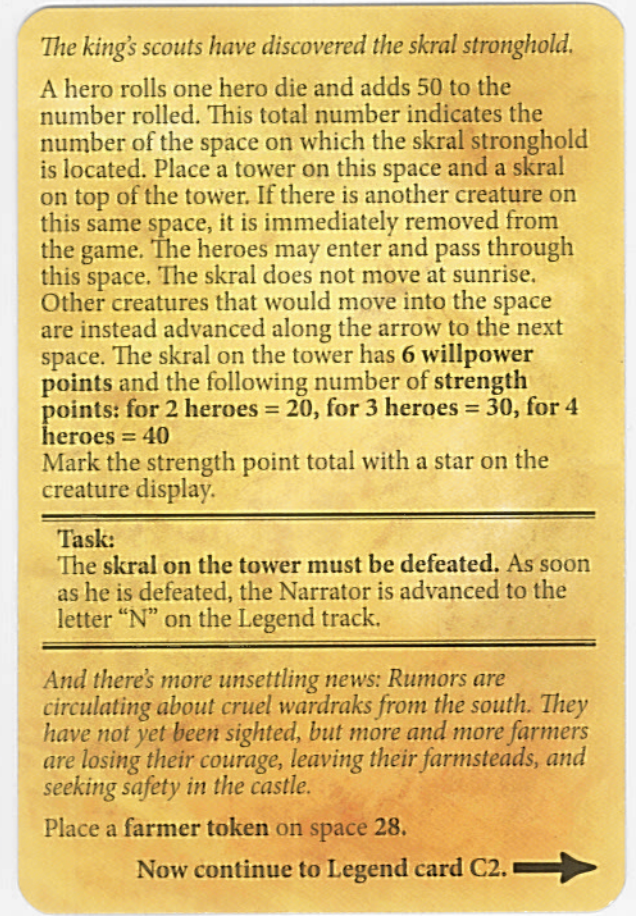 The king's scouts have discovered the skral stronghold.
A hero rolls one hero die and adds 50 to the
number rolled. This total number indicates the
number of the space on which the skral stronghold
is located. Place a tower on this space and a skral
on top of the tower. If there is another creature on
this same space, it is immediately removed from
the game. The heroes may enter and pass through
this space. The skral does not move at sunrise.
Other creatures that would move into the space
are instead advanced along the arrow to the next
space. The skral on the tower has 6 willpower
points and the following number of strength
points: for 2 heroes = 20, for 3 heroes = 30, for 4
heroes = 40
Mark the strength point total with a star on the
creature display.
Task:
The skral on the tower must be defeated. As soon
as he is defeated, the Narrator is advanced to the
letter “N” on the Legend track.
And there's more unsettling news: Rumors are
circulating about cruel wardraks from the south. They
have not yet been sighted, but more and more farmers
are losing their courage, leaving their farmsteads, and
seeking safety in the castle.
Place a farmer token on space 28.
Now continue to Legend card C2.